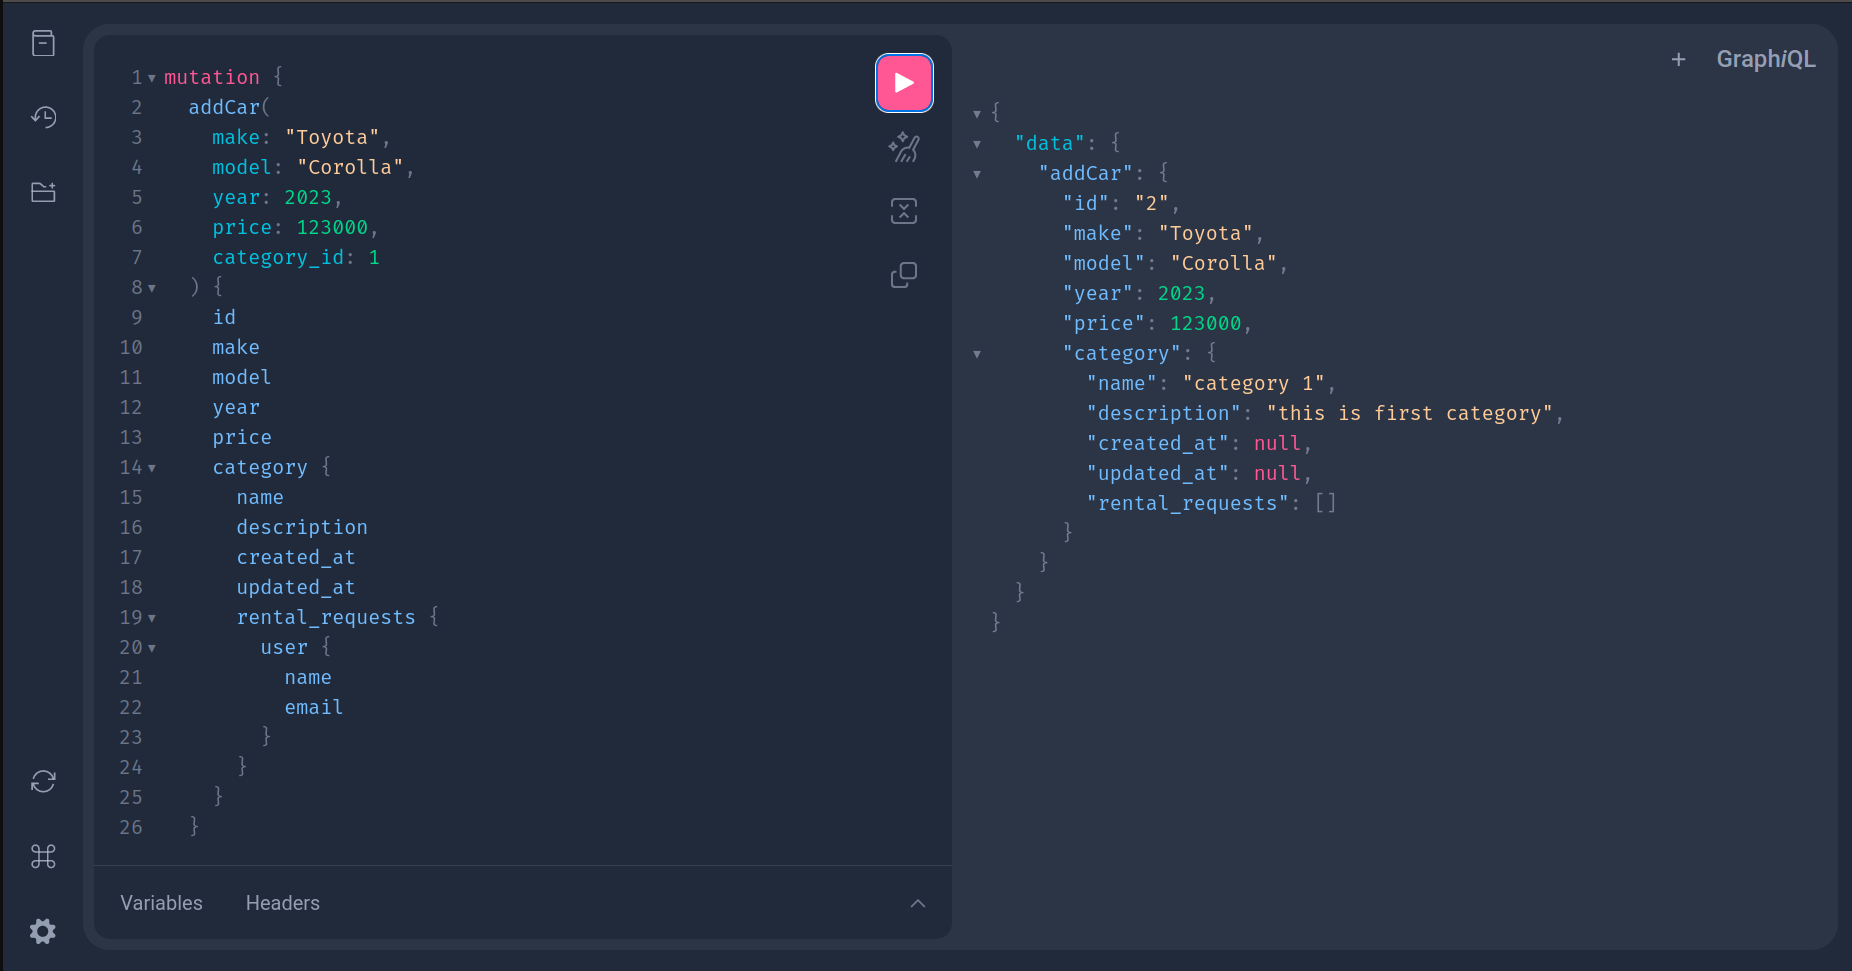 1 mutation {
2 addCar(
3 make: "Toyota",
4 model: "Corolla",
5 year: 2023,
6 price: 123000,
7 category_id: 1
8 ) {
9 id
10 make
11 model
12 year
13 price
14 category {
15 name
16 description
17 created_at
18 updated_at
19 rental_requests {
20 user {
21 name
22 email
23 }
24 }
25 }
26 }
Variables Headers
+ GraphiQL
{
"data": {
"addCar": {
"id": "2",
"make": "Toyota",
"model": "Corolla",
"year": 2023,
"price": 123000,
"category": {
"name": "category 1",
"description": "this is first category",
"created_at": null,
"updated_at": null,
"rental_requests": []
}
}
}
}